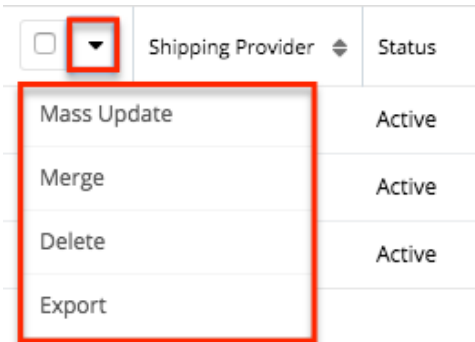 Shipping Provider Status
Mass Update Active
Merge Active
Delete Active
Export